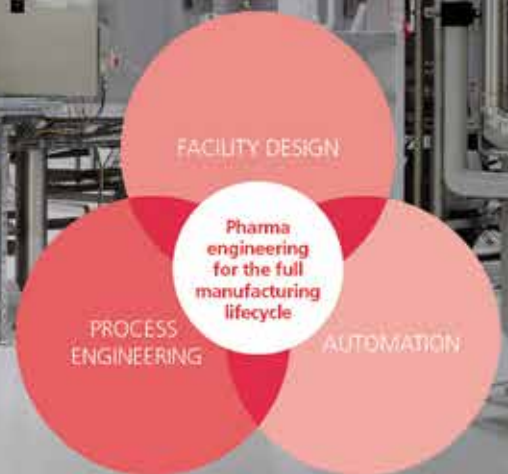 FACILITY DESIGN
Pharma
engineering
for the full
manufacturing
lifecycle
PROCESS
ENGINEERING
AUTOMATION